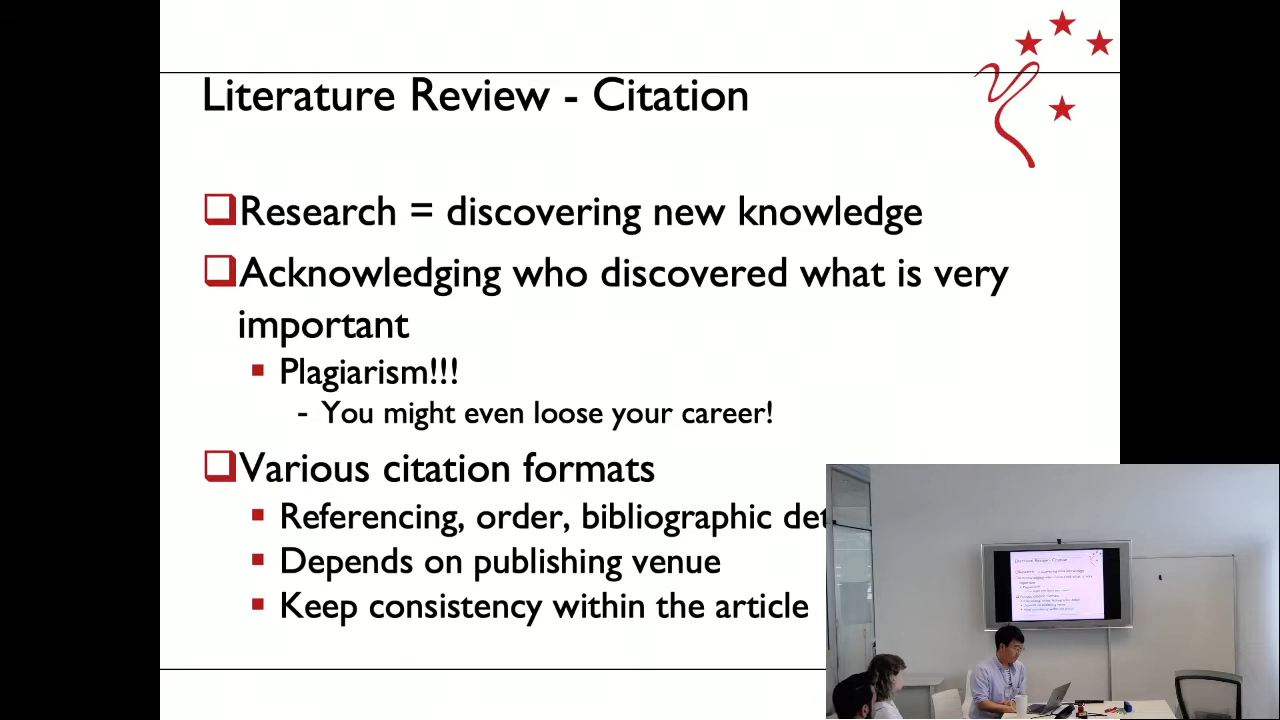 Literature Review - Citation
Research = discovering new knowledge
Acknowledging who discovered what is very
important
Plagiarism!!!
- You might even loose your career!
Various citation formats
Referencing, order, bibliographic
Depends on publishing venue
Keep consistency within the article